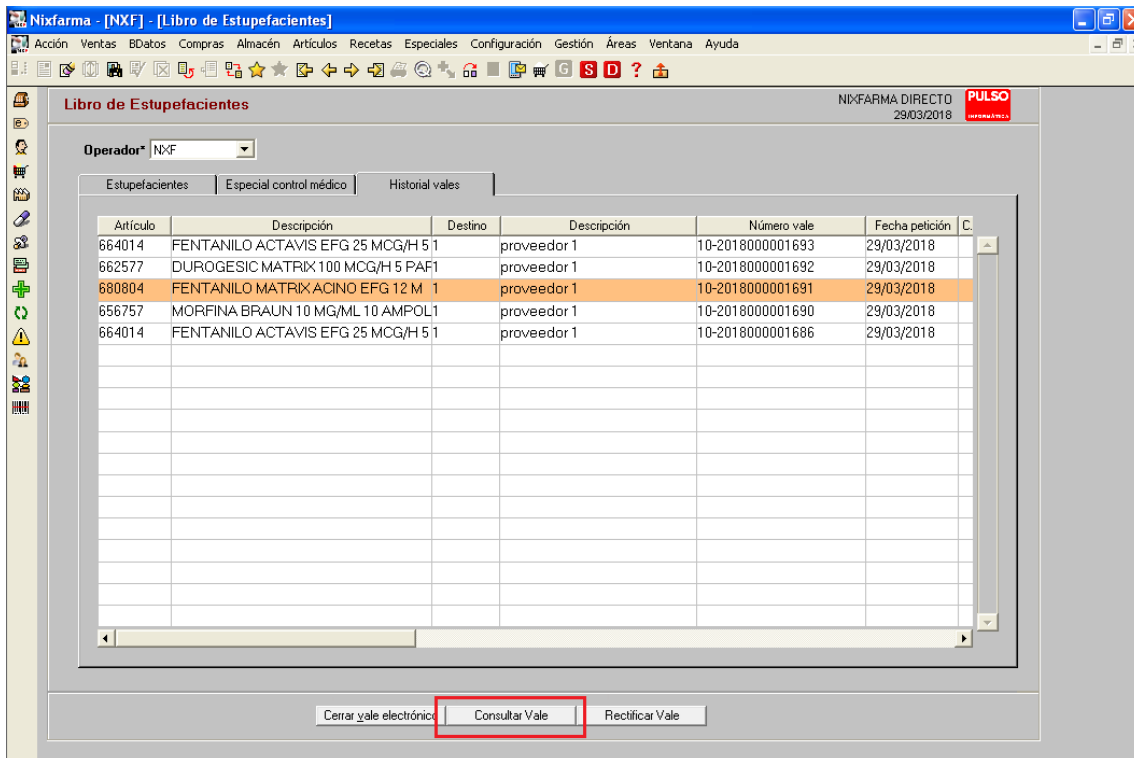 Nixfarma - [NXF] - [Libro de Estupefacientes]
Acción Ventas BDatos Compras Almacén Artículos Recetas Especiales Configuración Gestión Áreas Ventana Ayuda
G S D ?
Libro de Estupefacientes
NIXFARMA DIRECTO
29/03/2018
PULSO
INFORMÁTICA
Operador* NXF
Estupefacientes Especial control médico Historial vales
Artículo Descripción Destino Descripción Número vale Fecha petición C.
664014 FENTANILO ACTAVIS EFG 25 MCG/H 5 1 proveedor 1 10-2018000001693 29/03/2018
662577 DUROGESIC MATRIX 100 MCG/H 5 PAF 1 proveedor 1 10-2018000001692 29/03/2018
680804 FENTANILO MATRIX ACINO EFG 12 M 1 proveedor 1 10-2018000001691 29/03/2018
656757 MORFINA BRAUN 10 MG/ML 10 AMPOL 1 proveedor 1 10-2018000001690 29/03/2018
664014 FENTANILO ACTAVIS EFG 25 MCG/H 5 1 proveedor 1 10-2018000001686 29/03/2018
Cerrar vale electrónico Consultar Vale Rectificar Vale